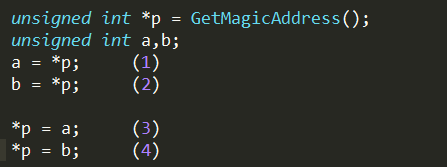 unsigned int *p = GetMagicAddress();
unsigned int a,b;
a = *p; (1)
b = *p; (2)
*p = a; (3)
*p = b; (4)